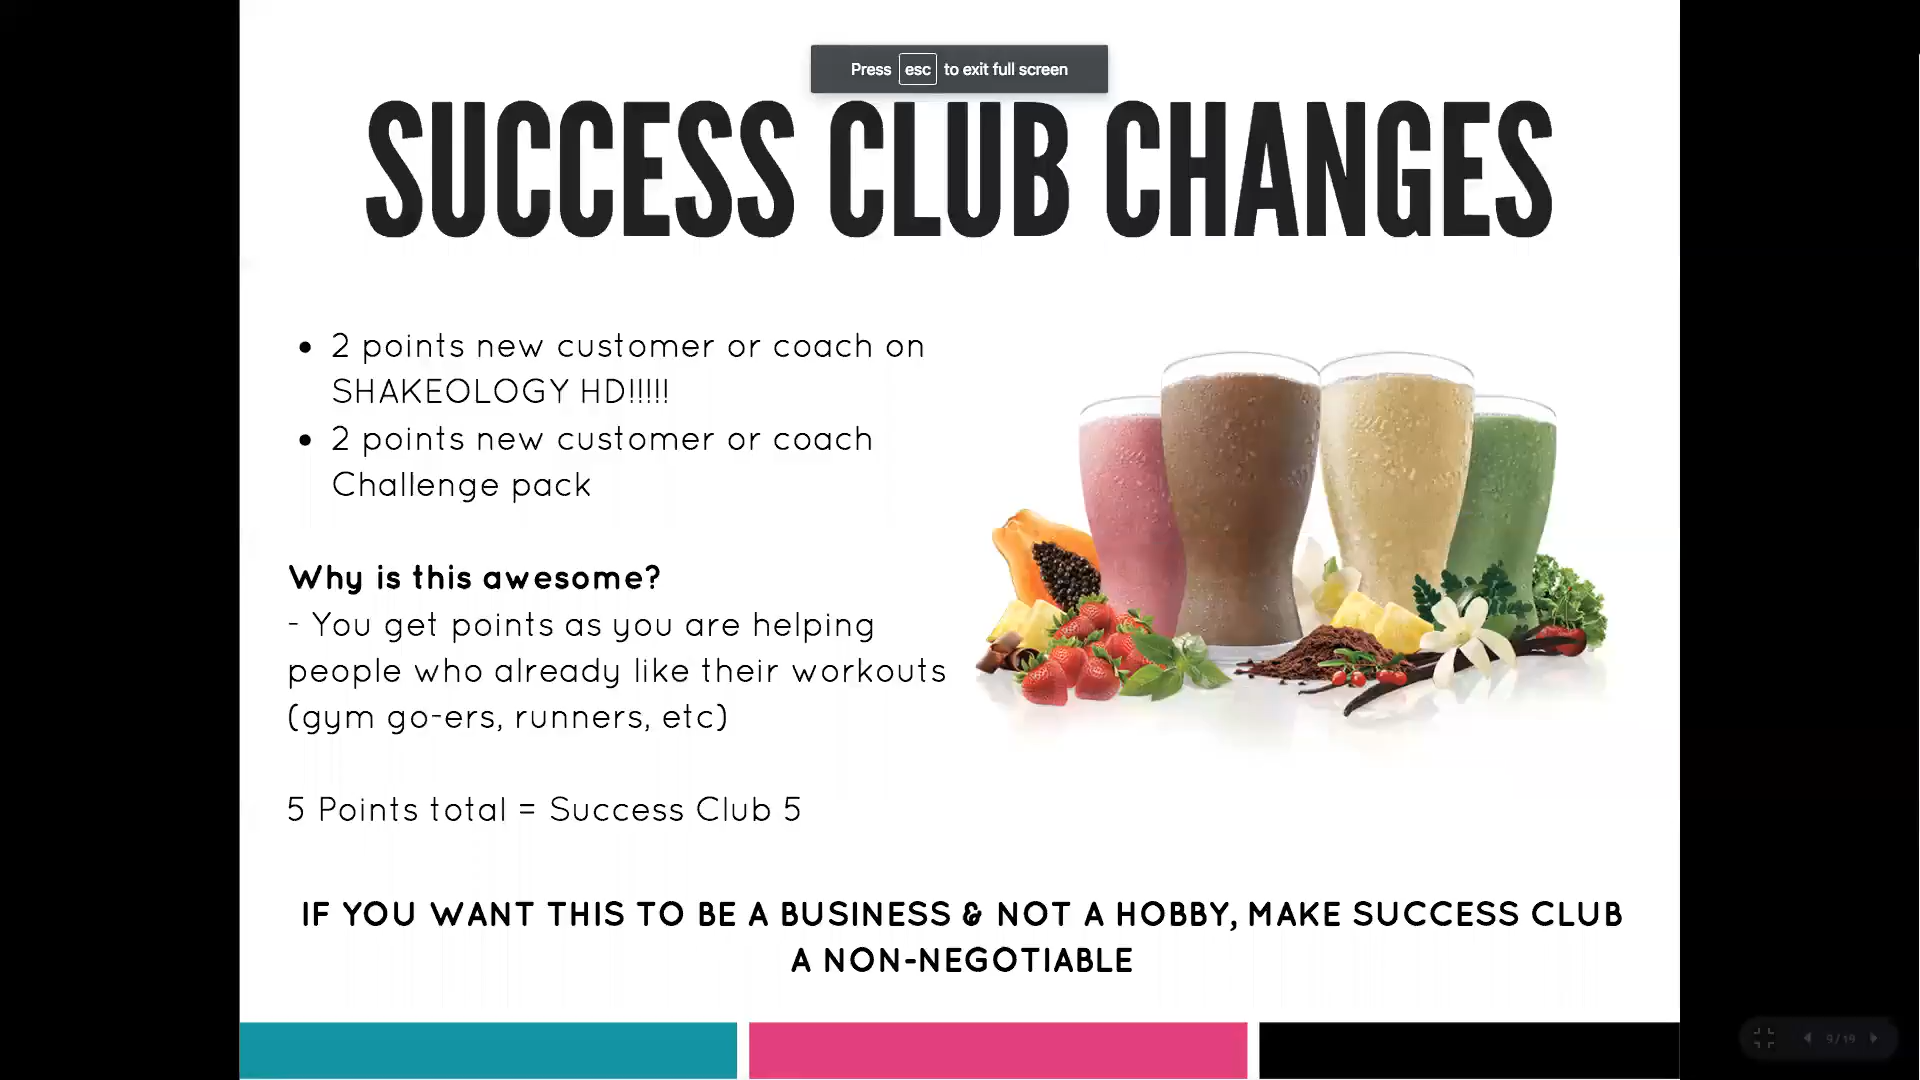 Press esc to exit full screen
SUCCESS CLUB CHANGES
• 2 points new customer or coach on
SHAKEOLOGY HD!!!!!
• 2 points new customer or coach
Challenge pack
Why is this awesome?
- You get points as you are helping
people who already like their workouts
(gym go-ers, runners, etc)
5 Points total = Success Club 5
IF YOU WANT THIS TO BE A BUSINESS & NOT A HOBBY, MAKE SUCCESS CLUB
A NON-NEGOTIABLE
9/19